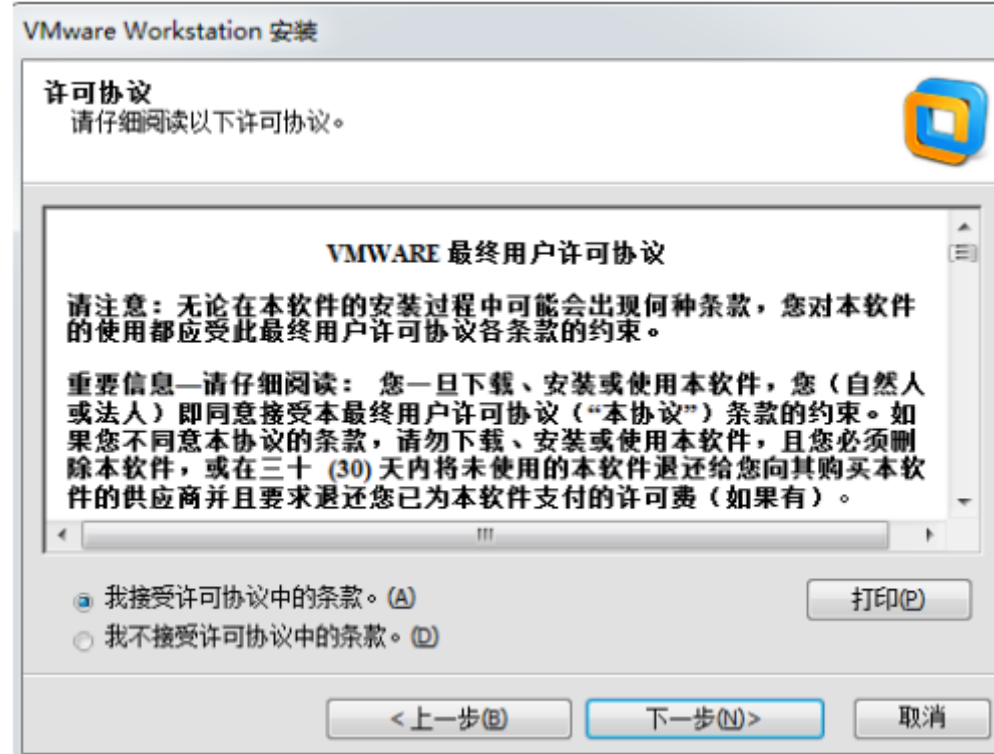 VMware Workstation 安装
许可协议
请仔细阅读以下许可协议。
VMWARE 最终用户许可协议
请注意：无论在本软件的安装过程中可能会出现何种条款，您对本软件
的使用都应受此最终用户许可协议各条款的约束。
重要信息—请仔细阅读： 您一旦下载、安装或使用本软件，您（自然人
或法人）即同意接受本最终用户许可协议（“本协议”）条款的约束。如
果您不同意本协议的条款，请勿下载、安装或使用本软件，且您必须删
除本软件，或在三十 (30) 天内将未使用的本软件退还给您向其购买本软
件的供应商并且要求退还您已为本软件支付的许可费（如果有）。
我接受许可协议中的条款。(A)
打印(P)
我不接受许可协议中的条款。(D)
<上一步(B) 下一步(N)> 取消